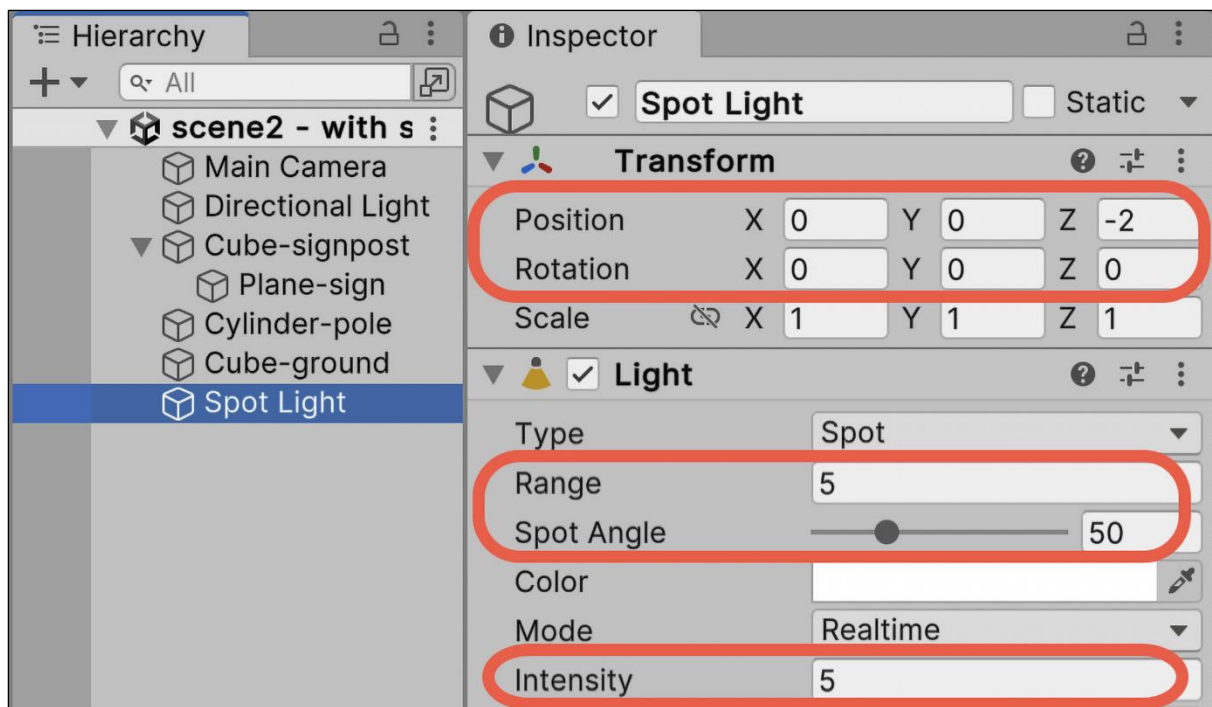 Hierarchy
All
scene2 - with s
Main Camera
Directional Light
Cube-signpost
Plane-sign
Cylinder-pole
Cube-ground
Spot Light
Inspector
Spot Light Static
Transform
Position X 0 Y 0 Z -2
Rotation X 0 Y 0 Z 0
Scale X 1 Y 1 Z 1
Light
Type Spot
Range 5
Spot Angle 50
Color
Mode Realtime
Intensity 5